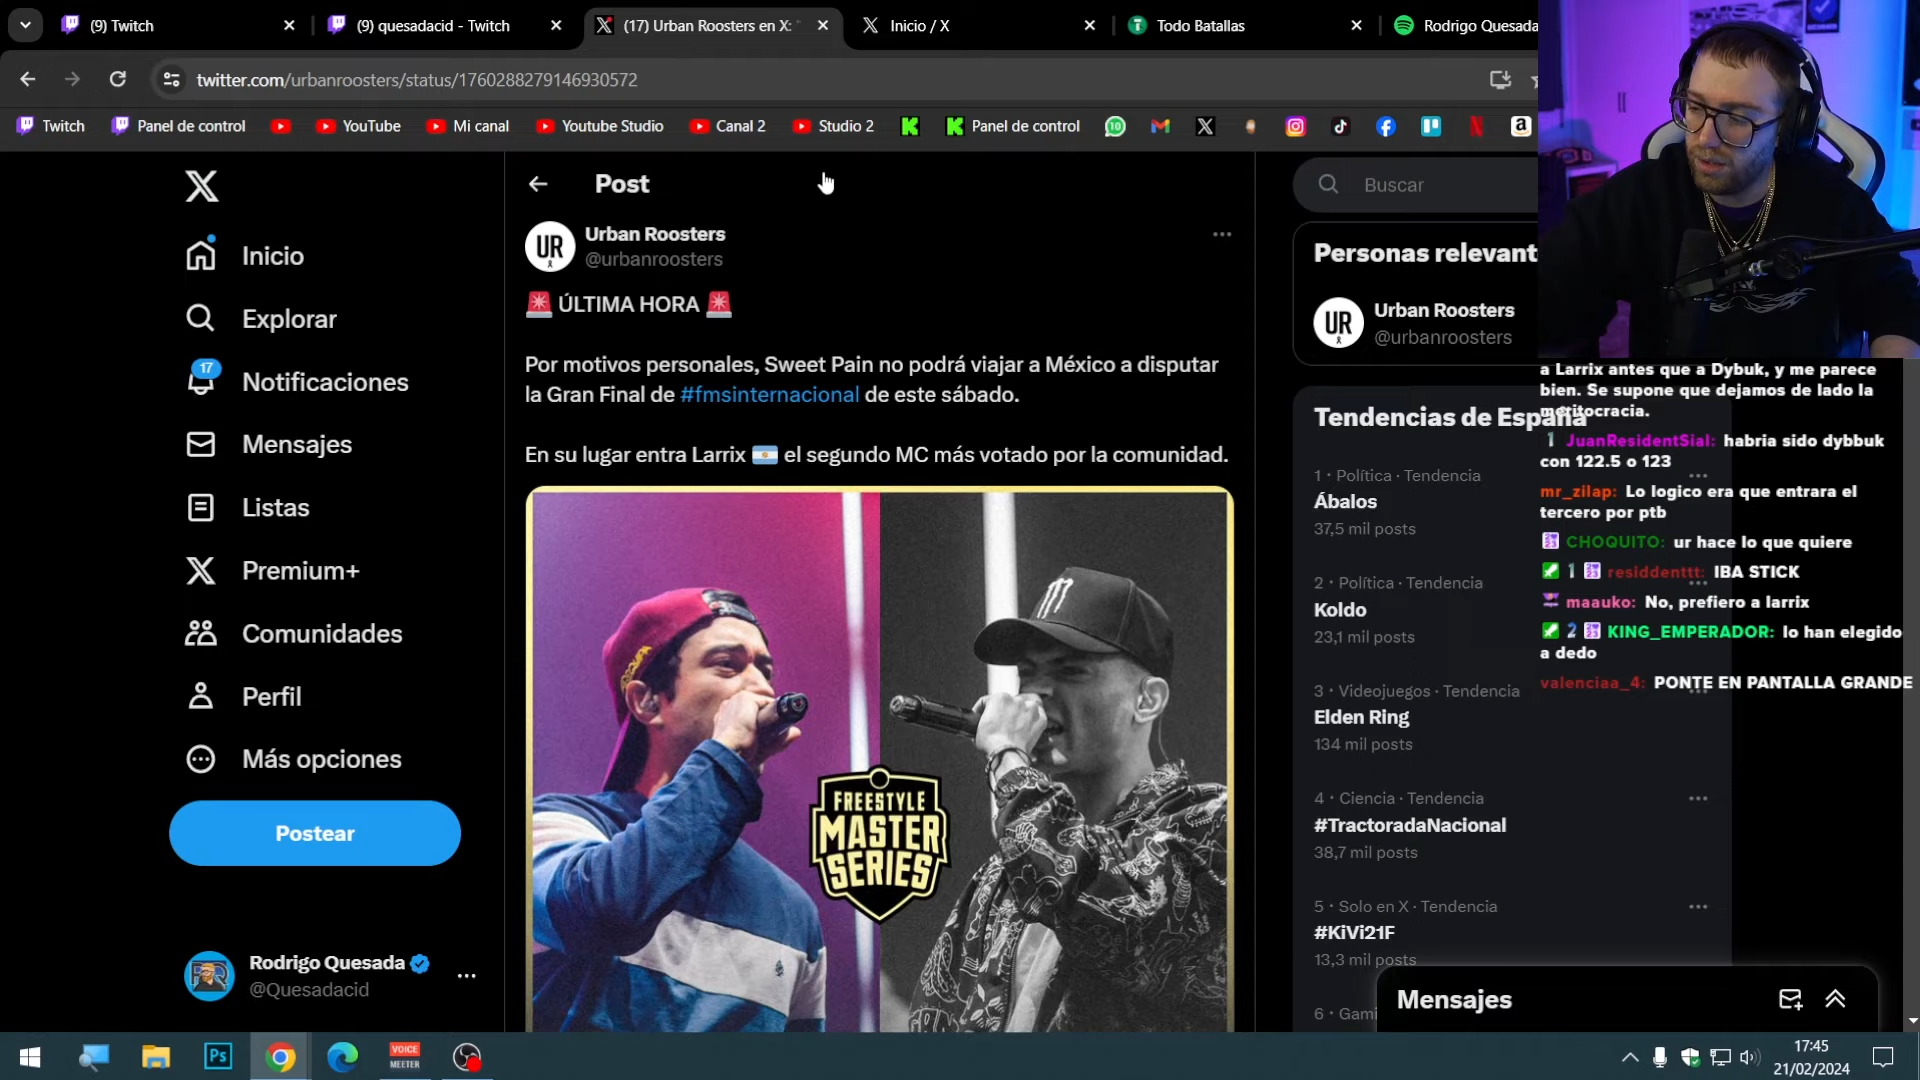 (9) Twitch
(9) quesadacid - Twitch
(17) Urban Roosters en X: "
Inicio / X
Todo Batallas
Rodrigo Quesada
twitter.com/urbanroosters/status/1760288279146930572
Twitch
Panel de control
YouTube
Mi canal
Youtube Studio
Canal 2
Studio 2
Panel de control
Inicio
Explorar
17
Notificaciones
Mensajes
Listas
Premium+
Comunidades
Perfil
Más opciones
Postear
Rodrigo Quesada
@Quesadacid
Post
UR
Urban Roosters
@urbanroosters
ÚLTIMA HORA
Por motivos personales, Sweet Pain no podrá viajar a México a disputar
la Gran Final de #fmsinternacional de este sábado.
En su lugar entra Larrix el segundo MC más votado por la comunidad.
FREESTYLE
MASTER
SERIES
Buscar
Personas relevant
UR
Urban Roosters
@urbanroosters
Tendencias de España
1 · Política · Tendencia
Ábalos
37,5 mil posts
2 · Política · Tendencia
Koldo
23,1 mil posts
3 · Videojuegos · Tendencia
Elden Ring
134 mil posts
4 · Ciencia · Tendencia
#TractoradaNacional
38,7 mil posts
5 · Solo en X · Tendencia
#KiVi21F
13,3 mil posts
6 · Gami
Mensajes
a Larrix antes que a Dybuk, y me parece
bien. Se supone que dejamos de lado la
meritocracia.
1 JuanResidentSial: habria sido dybbuk
con 122.5 o 123
mr_zilap: Lo logico era que entrara el
tercero por ptb
CHOQUITO: ur hace lo que quiere
1 residdenttt: IBA STICK
maauko: No, prefiero a larrix
2 KING_EMPERADOR: lo han elegido
a dedo
valenciaa_4: PONTE EN PANTALLA GRANDE
Ps
VOICE
MEETER
17:45
21/02/2024